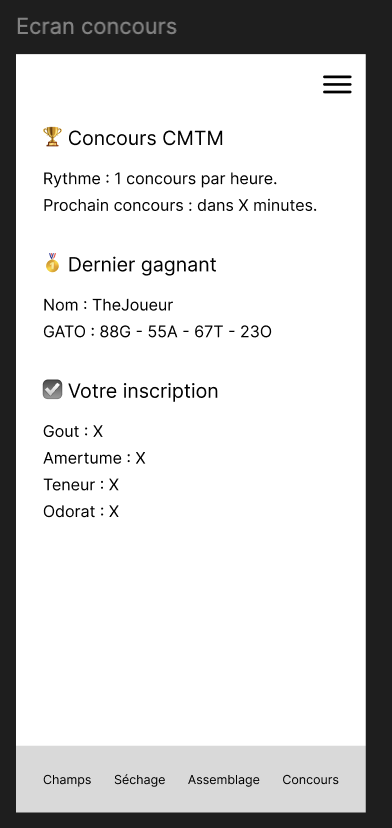 Ecran concours
🏆 Concours CMTM
Rythme : 1 concours par heure.
Prochain concours : dans X minutes.
🏅 Dernier gagnant
Nom : TheJoueur
GATO : 88G - 55A - 67T - 23O
☑️ Votre inscription
Gout : X
Amertume : X
Teneur : X
Odorat : X
Champs Séchage Assemblage Concours